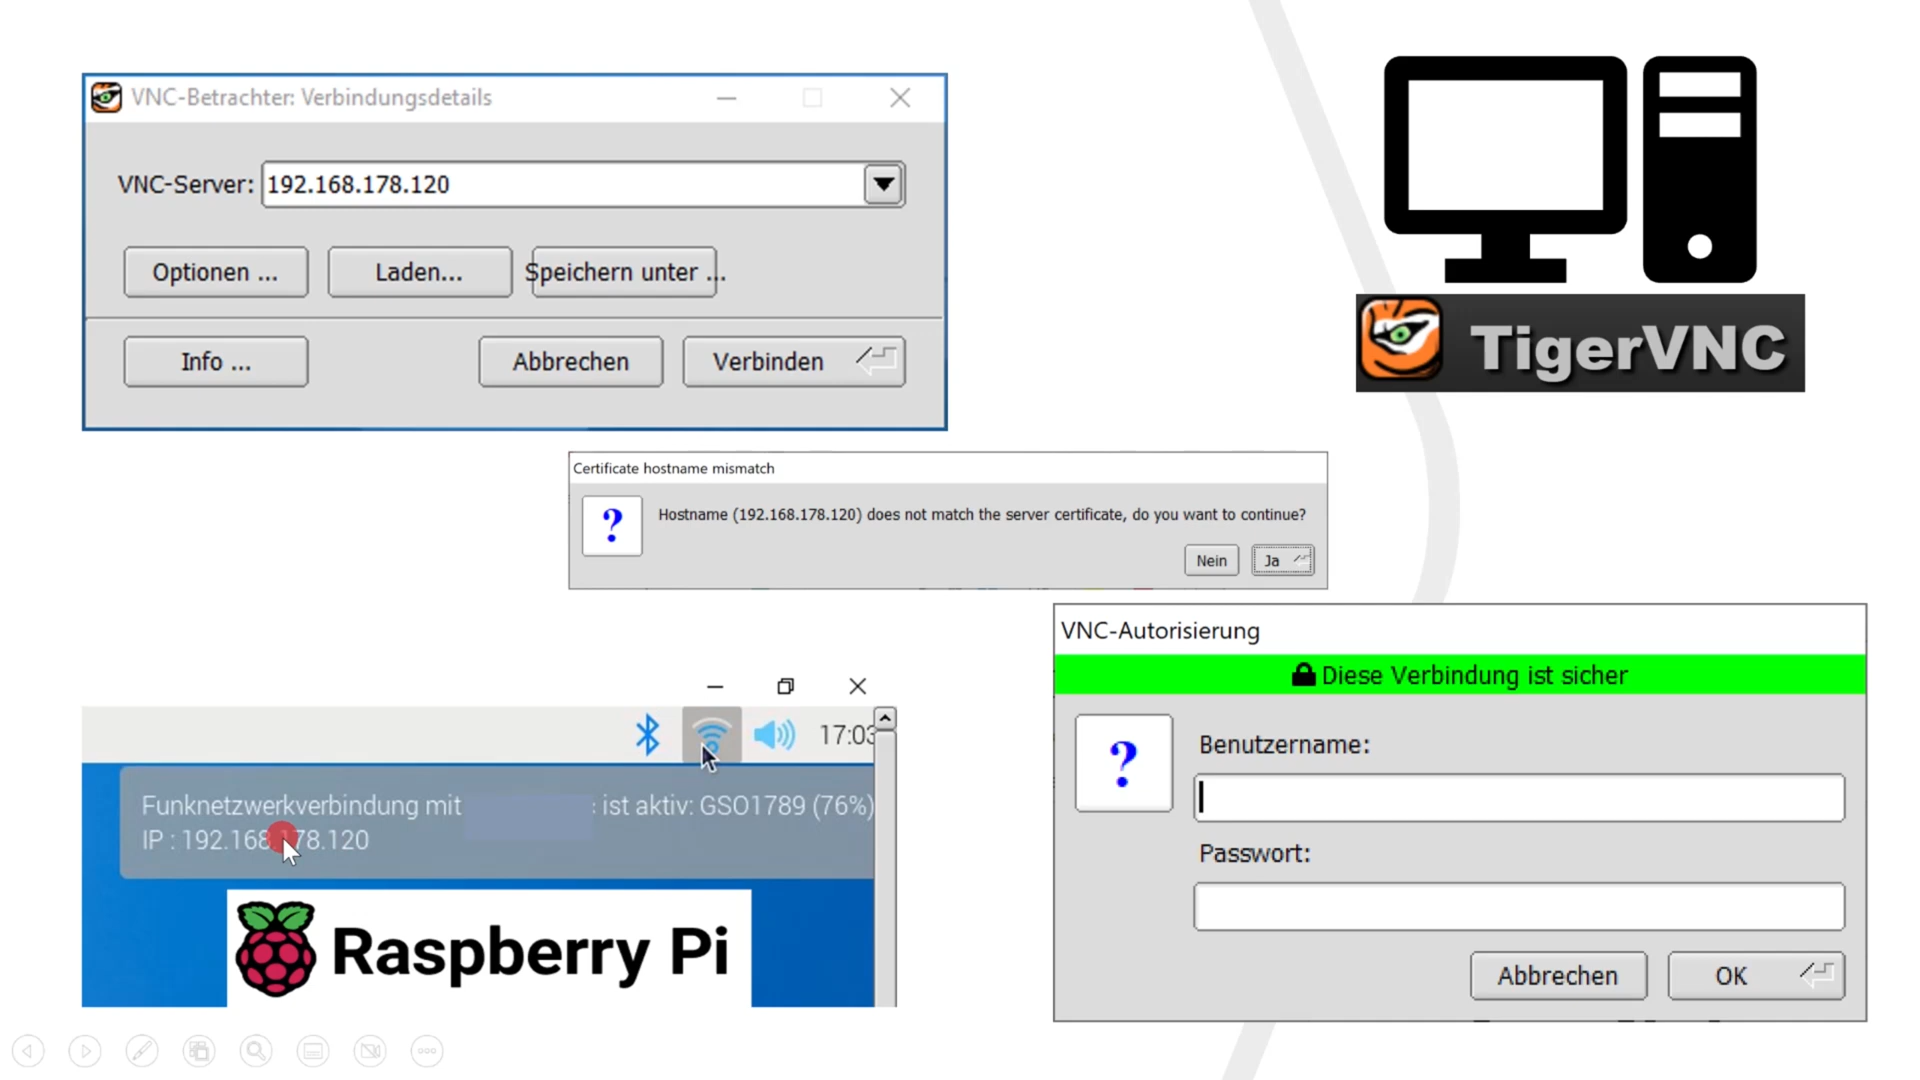 VNC-Betrachter: Verbindungsdetails
VNC-Server: 192.168.178.120
Optionen ... Laden... Speichern unter ...
Info ... Abbrechen Verbinden
TigerVNC
Certificate hostname mismatch
? Hostname (192.168.178.120) does not match the server certificate, do you want to continue?
Nein Ja
17:03
Funknetzwerkverbindung mit ist aktiv: GSO1789 (76%)
IP : 192.168.178.120
Raspberry Pi
VNC-Autorisierung
Diese Verbindung ist sicher
?
Benutzername:
Passwort:
Abbrechen OK